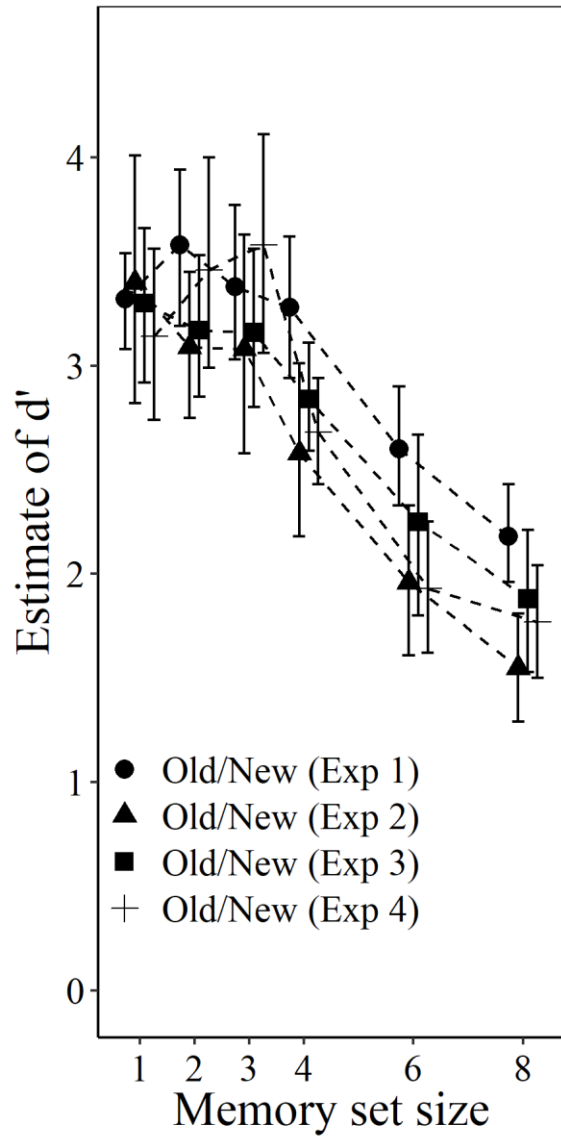 Estimate of d'
4
3
2
1
0
Old/New (Exp 1)
Old/New (Exp 2)
Old/New (Exp 3)
Old/New (Exp 4)
1 2 3 4 6 8
Memory set size